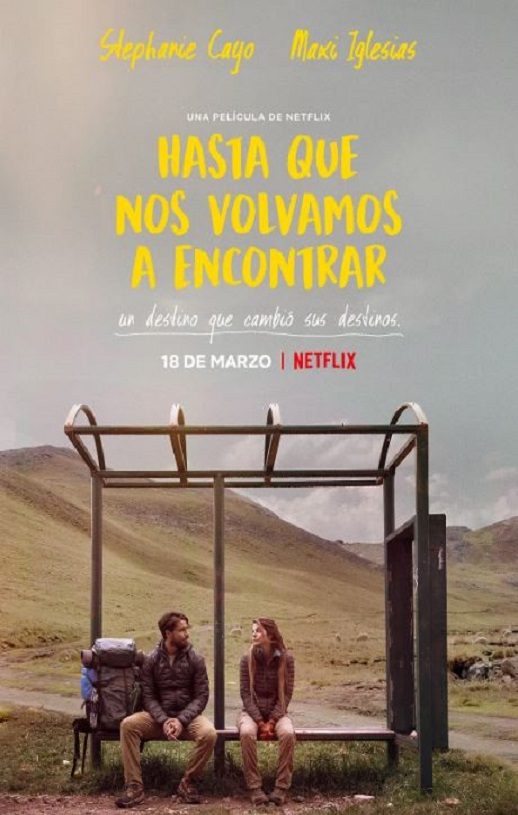 Stephanie Cayo Maxi Iglesias
UNA PELÍCULA DE NETFLIX
HASTA QUE
NOS VOLVAMOS
A ENCONTRAR
un destino que cambió sus destinos.
18 DE MARZO | NETFLIX